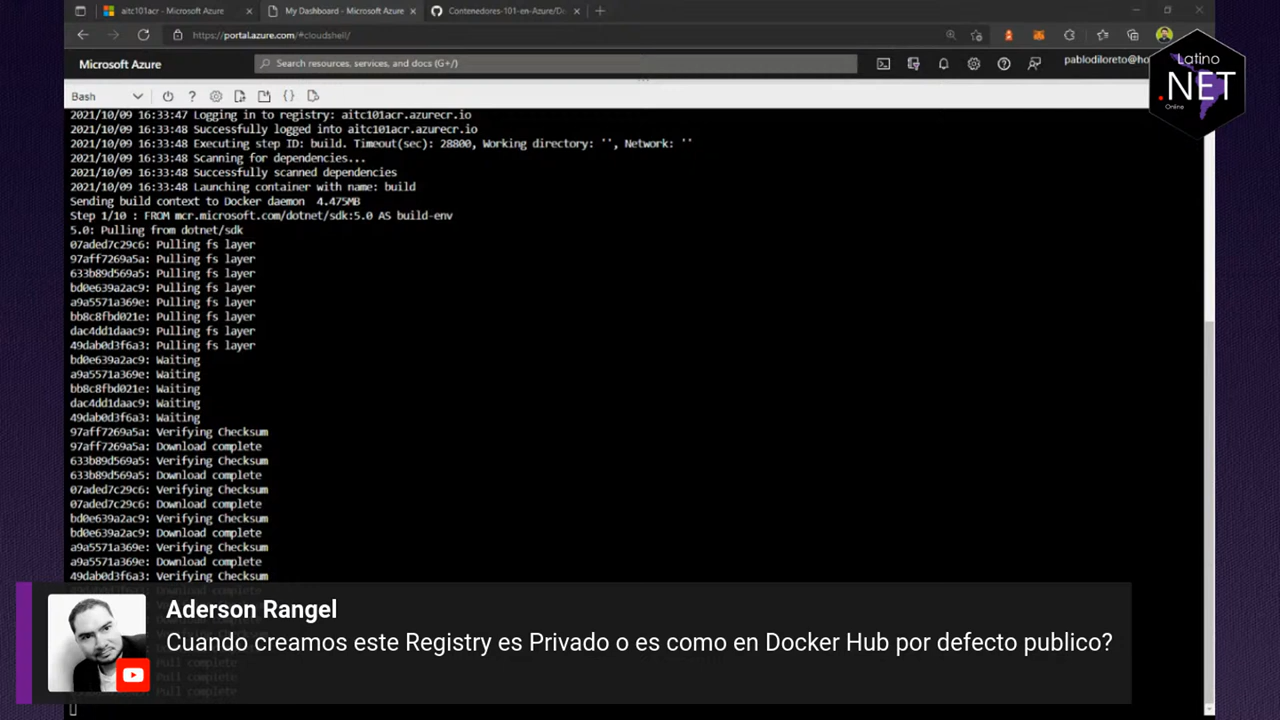 aitc101acr - Microsoft Azure
My Dashboard - Microsoft Azure
Contenedores-101-en-Azure/Do
https://portal.azure.com/#cloudshell/
Microsoft Azure
Search resources, services, and docs (G+/)
pablodiloreto@ho
Latino
.NET
Online
Bash
2021/10/09 16:33:47 Logging in to registry: aitc101acr.azurecr.io
2021/10/09 16:33:48 Successfully logged into aitc101acr.azurecr.io
2021/10/09 16:33:48 Executing step ID: build. Timeout(sec): 28800, Working directory: '', Network: ''
2021/10/09 16:33:48 Scanning for dependencies...
2021/10/09 16:33:48 Successfully scanned dependencies
2021/10/09 16:33:48 Launching container with name: build
Sending build context to Docker daemon 4.475MB
Step 1/10 : FROM mcr.microsoft.com/dotnet/sdk:5.0 AS build-env
5.0: Pulling from dotnet/sdk
07aded7c29c6: Pulling fs layer
97aff7269a5a: Pulling fs layer
633b89d569a5: Pulling fs layer
bd0e639a2ac9: Pulling fs layer
a9a5571a369e: Pulling fs layer
bb8c8fbd021e: Pulling fs layer
dac4dd1daac9: Pulling fs layer
49dab0d3f6a3: Pulling fs layer
bd0e639a2ac9: Waiting
a9a5571a369e: Waiting
bb8c8fbd021e: Waiting
dac4dd1daac9: Waiting
49dab0d3f6a3: Waiting
97aff7269a5a: Verifying Checksum
97aff7269a5a: Download complete
633b89d569a5: Verifying Checksum
633b89d569a5: Download complete
07aded7c29c6: Verifying Checksum
07aded7c29c6: Download complete
bd0e639a2ac9: Verifying Checksum
bd0e639a2ac9: Download complete
a9a5571a369e: Verifying Checksum
a9a5571a369e: Download complete
49dab0d3f6a3: Verifying Checksum
Download complete
Aderson Rangel
Cuando creamos este Registry es Privado o es como en Docker Hub por defecto publico?
Pull complete
Pull complete
Pull complete